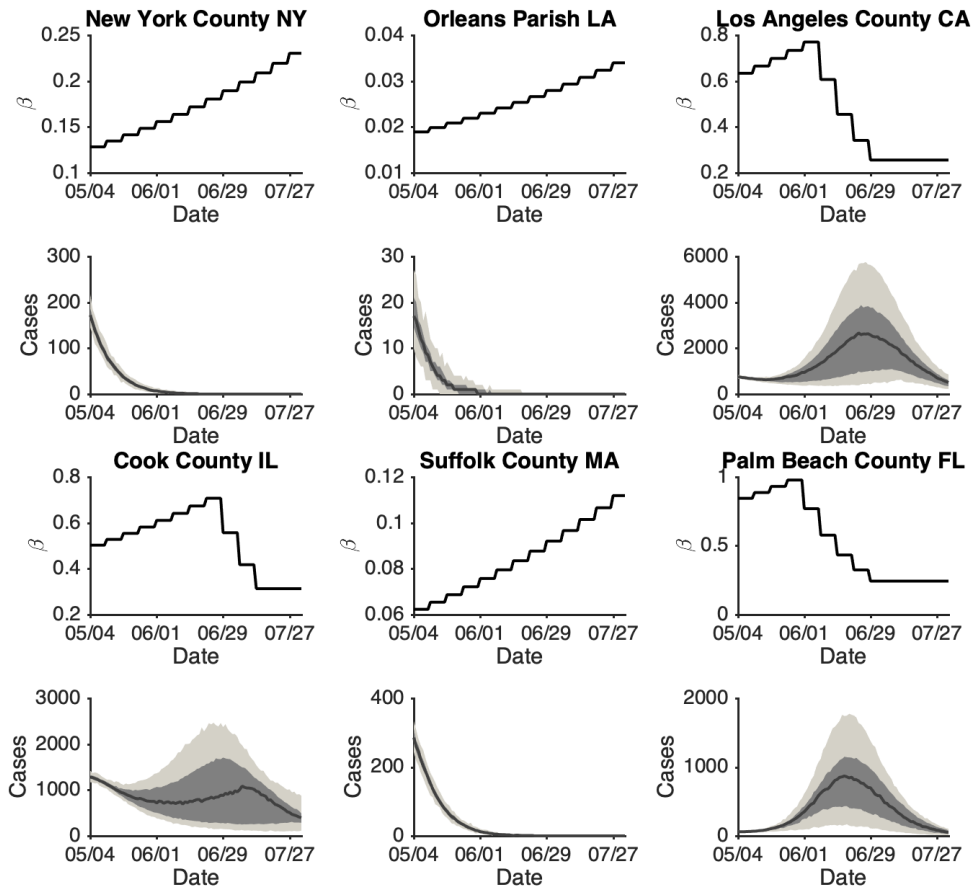 New York County NY
β
0.25
0.2
0.15
0.1
05/04 06/01 06/29 07/27
Date
Orleans Parish LA
β
0.04
0.03
0.02
0.01
05/04 06/01 06/29 07/27
Date
Los Angeles County CA
β
0.8
0.6
0.4
0.2
05/04 06/01 06/29 07/27
Date
Cases
300
200
100
0
05/04 06/01 06/29 07/27
Date
Cases
30
20
10
0
05/04 06/01 06/29 07/27
Date
Cases
6000
4000
2000
0
05/04 06/01 06/29 07/27
Date
Cook County IL
β
0.8
0.6
0.4
0.2
05/04 06/01 06/29 07/27
Date
Suffolk County MA
β
0.12
0.1
0.08
0.06
05/04 06/01 06/29 07/27
Date
Palm Beach County FL
β
1
0.5
0
05/04 06/01 06/29 07/27
Date
Cases
3000
2000
1000
0
05/04 06/01 06/29 07/27
Date
Cases
400
200
0
05/04 06/01 06/29 07/27
Date
Cases
2000
1000
0
05/04 06/01 06/29 07/27
Date